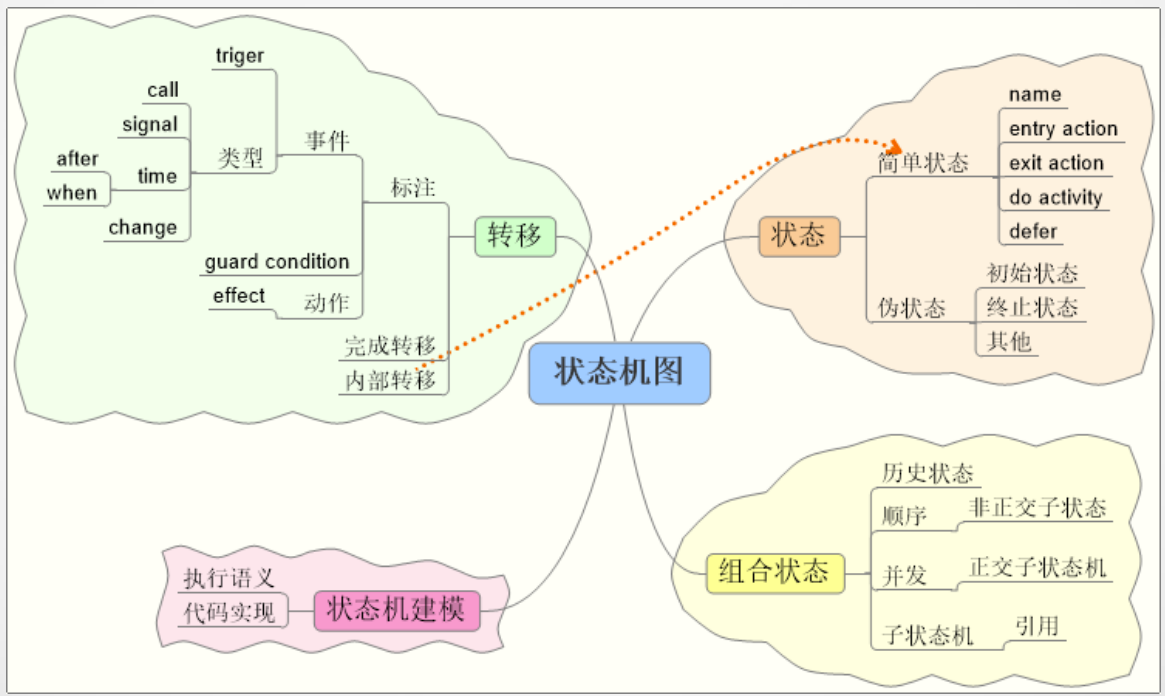 状态机图
转移
标注
事件
triger
类型
call
signal
time
after
when
change
guard condition
动作
effect
完成转移
内部转移
状态
简单状态
name
entry action
exit action
do activity
defer
伪状态
初始状态
终止状态
其他
组合状态
历史状态
顺序
非正交子状态
并发
正交子状态机
子状态机
引用
状态机建模
执行语义
代码实现